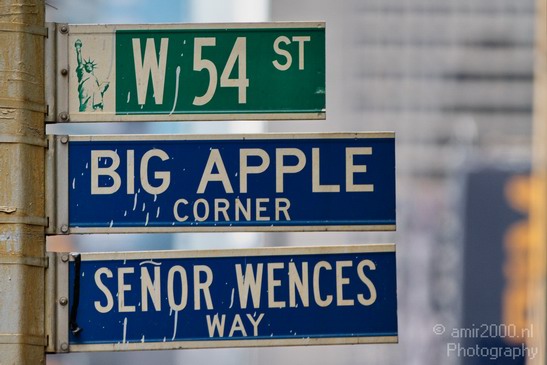 W 54 ST
BIG APPLE
CORNER
SEÑOR WENCES
WAY
© amir2000.nl
Photography